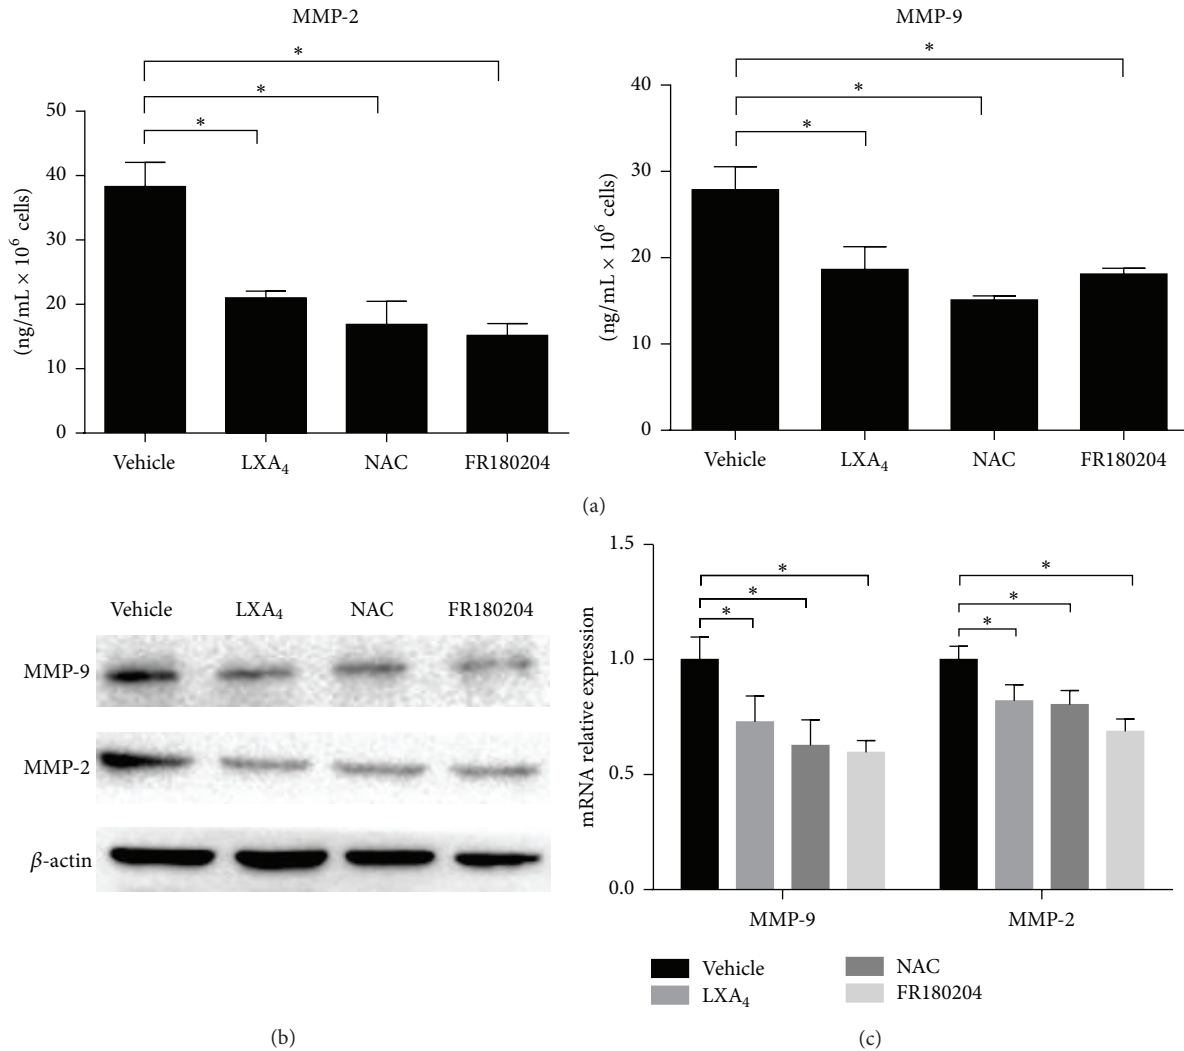 MMP-2
*
*
*
50
40
30
20
10
0
(ng/mL × 10⁶ cells)
Vehicle LXA₄ NAC FR180204
MMP-9
*
*
*
40
30
20
10
0
(ng/mL × 10⁶ cells)
Vehicle LXA₄ NAC FR180204
(a)
Vehicle LXA₄ NAC FR180204
MMP-9
MMP-2
β-actin
(b)
1.5
1.0
0.5
0.0
mRNA relative expression
*
*
*
*
*
*
MMP-9 MMP-2
Vehicle
LXA₄
NAC
FR180204
(c)